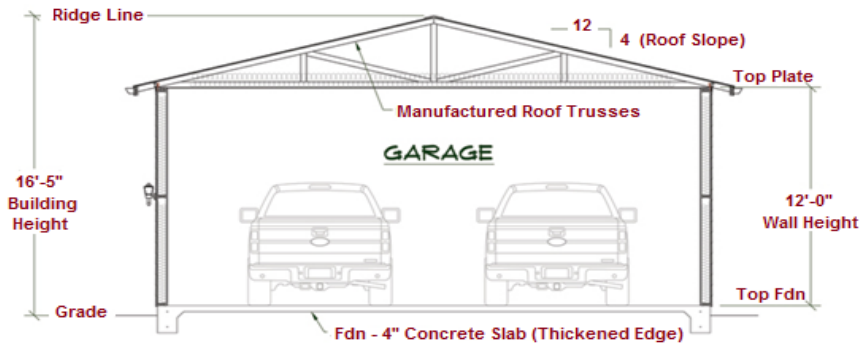 Ridge Line
12
4 (Roof Slope)
Top Plate
Manufactured Roof Trusses
GARAGE
16'-5"
Building
Height
12'-0"
Wall Height
Top Fdn
Grade
Fdn - 4" Concrete Slab (Thickened Edge)